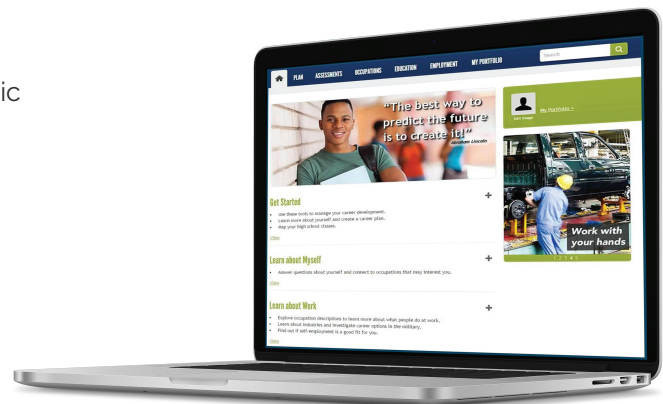 ic
PLAN ASSESSMENTS OCCUPATIONS EDUCATION EMPLOYMENT MY PORTFOLIO
Search
"The best way to
predict the future
is to create it!"
Abraham Lincoln
My Portfolio »
Work with
your hands
1 2 3 4 5
Get Started
• Use these tools to manage your career development.
• Learn more about yourself and create a career plan.
• Map your high school classes.
Learn about Myself
• Answer questions about yourself and connect to occupations that may interest you.
Learn about Work
• Explore occupation descriptions to learn more about what people do at work.
• Learn about industries and investigate career options in the military.
• Find out if self-employment is a good fit for you.